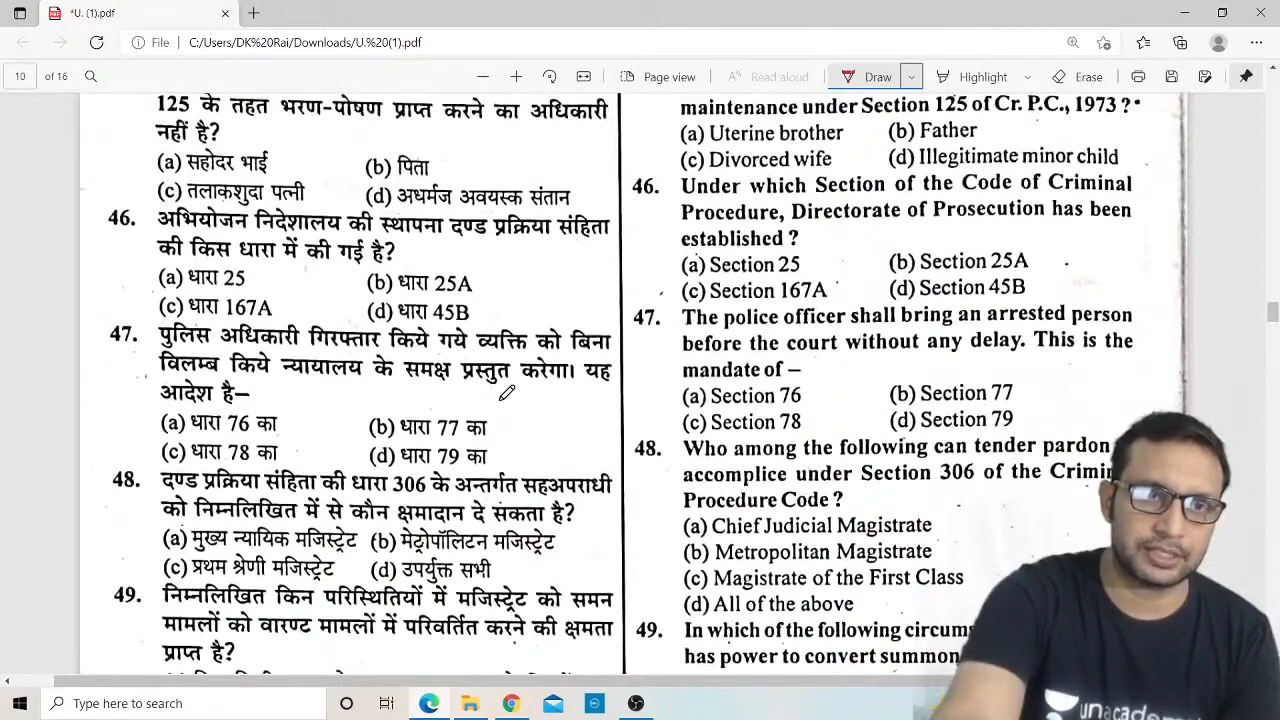 *U. (1).pdf
File
C:/Users/DK%20Rai/Downloads/U.%20(1).pdf
10 of 16
Page view
Read aloud
Draw
Highlight
Erase
125 के तहत भरण-पोषण प्राप्त करने का अधिकारी
नहीं है?
(a) सहोदर भाई (b) पिता
(c) तलाकशुदा पत्नी (d) अधर्मज अवयस्क संतान
46. अभियोजन निदेशालय की स्थापना दण्ड प्रक्रिया संहिता
की किस धारा में की गई है?
(a) धारा 25 (b) धारा 25A
(c) धारा 167A (d) धारा 45B
47. पुलिस अधिकारी गिरफ्तार किये गये व्यक्ति को बिना
विलम्ब किये न्यायालय के समक्ष प्रस्तुत करेगा। यह
आदेश है–
(a) धारा 76 का (b) धारा 77 का
(c) धारा 78 का (d) धारा 79 का
48. दण्ड प्रक्रिया संहिता की धारा 306 के अन्तर्गत सहअपराधी
को निम्नलिखित में से कौन क्षमादान दे सकता है?
(a) मुख्य न्यायिक मजिस्ट्रेट (b) मेट्रोपॉलिटन मजिस्ट्रेट
(c) प्रथम श्रेणी मजिस्ट्रेट (d) उपर्युक्त सभी
49. निम्नलिखित किन परिस्थितियों में मजिस्ट्रेट को समन
मामलों को वारण्ट मामलों में परिवर्तित करने की क्षमता
प्राप्त है?
maintenance under Section 125 of Cr. P.C., 1973 ?
(a) Uterine brother (b) Father
(c) Divorced wife (d) Illegitimate minor child
46. Under which Section of the Code of Criminal
Procedure, Directorate of Prosecution has been
established ?
(a) Section 25 (b) Section 25A
(c) Section 167A (d) Section 45B
47. The police officer shall bring an arrested person
before the court without any delay. This is the
mandate of –
(a) Section 76 (b) Section 77
(c) Section 78 (d) Section 79
48. Who among the following can tender pardon
accomplice under Section 306 of the
Procedure Code ?
(a) Chief Judicial Magistrate
(b) Metropolitan Magistrate
(c) Magistrate of the First Class
(d) All of the above
49. In which of the following
has power to convert
unacadem
Type here to search